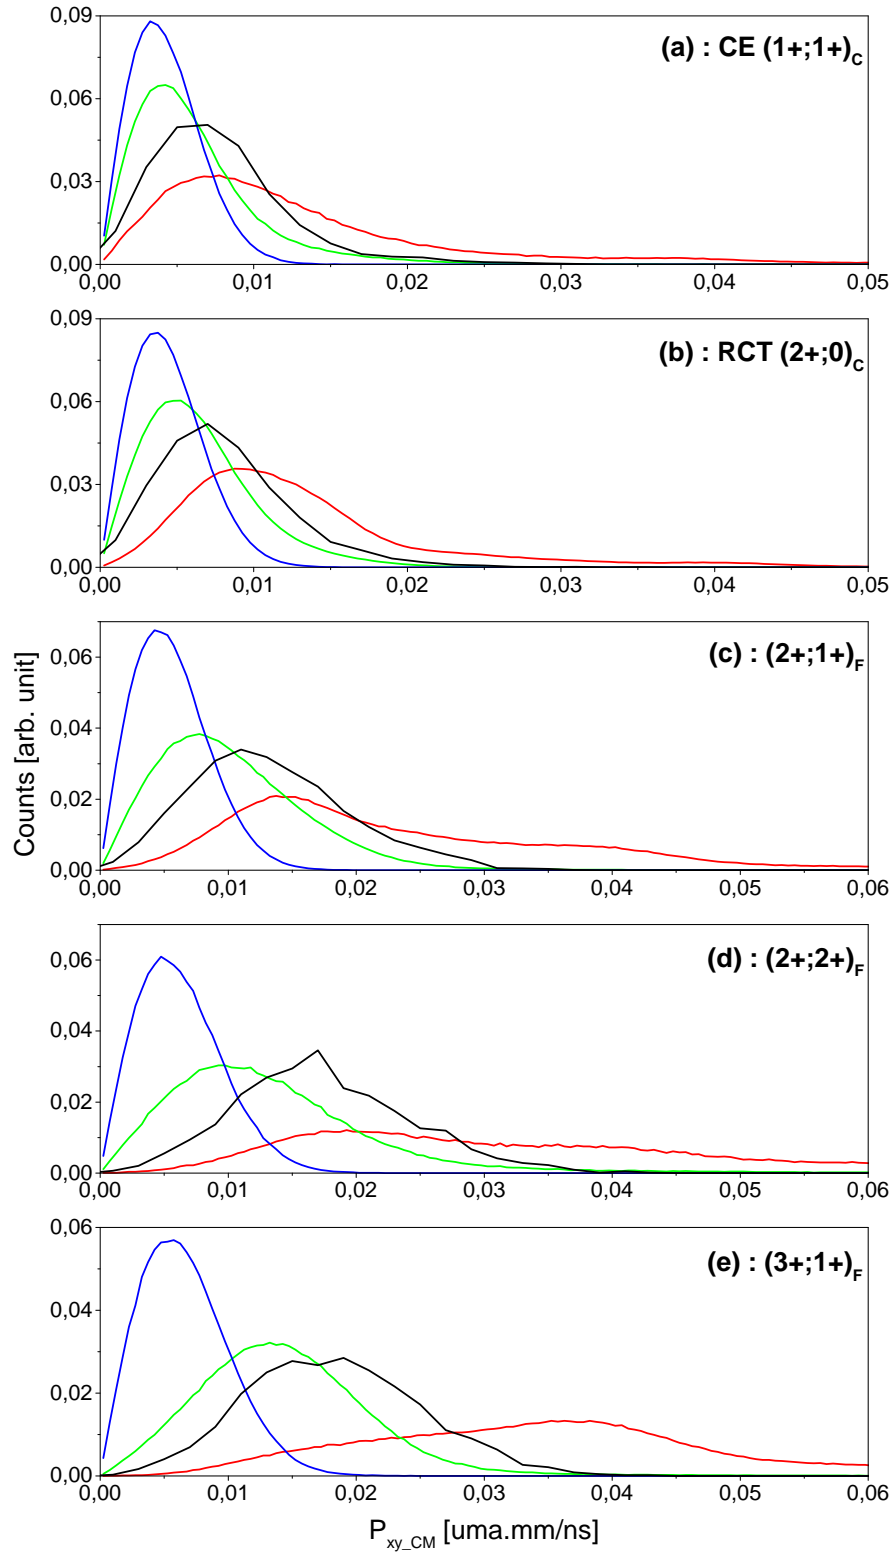 0,09
0,06
0,03
0,00
(a) : CE (1+;1+)C
0,00 0,01 0,02 0,03 0,04 0,05
0,09
0,06
0,03
0,00
(b) : RCT (2+;0)C
0,00 0,01 0,02 0,03 0,04 0,05
0,06
0,04
0,02
0,00
(c) : (2+;1+)F
0,00 0,01 0,02 0,03 0,04 0,05 0,06
Counts [arb. unit]
0,06
0,04
0,02
0,00
(d) : (2+;2+)F
0,00 0,01 0,02 0,03 0,04 0,05 0,06
0,06
0,04
0,02
0,00
(e) : (3+;1+)F
0,00 0,01 0,02 0,03 0,04 0,05 0,06
Pxy_CM [uma.mm/ns]